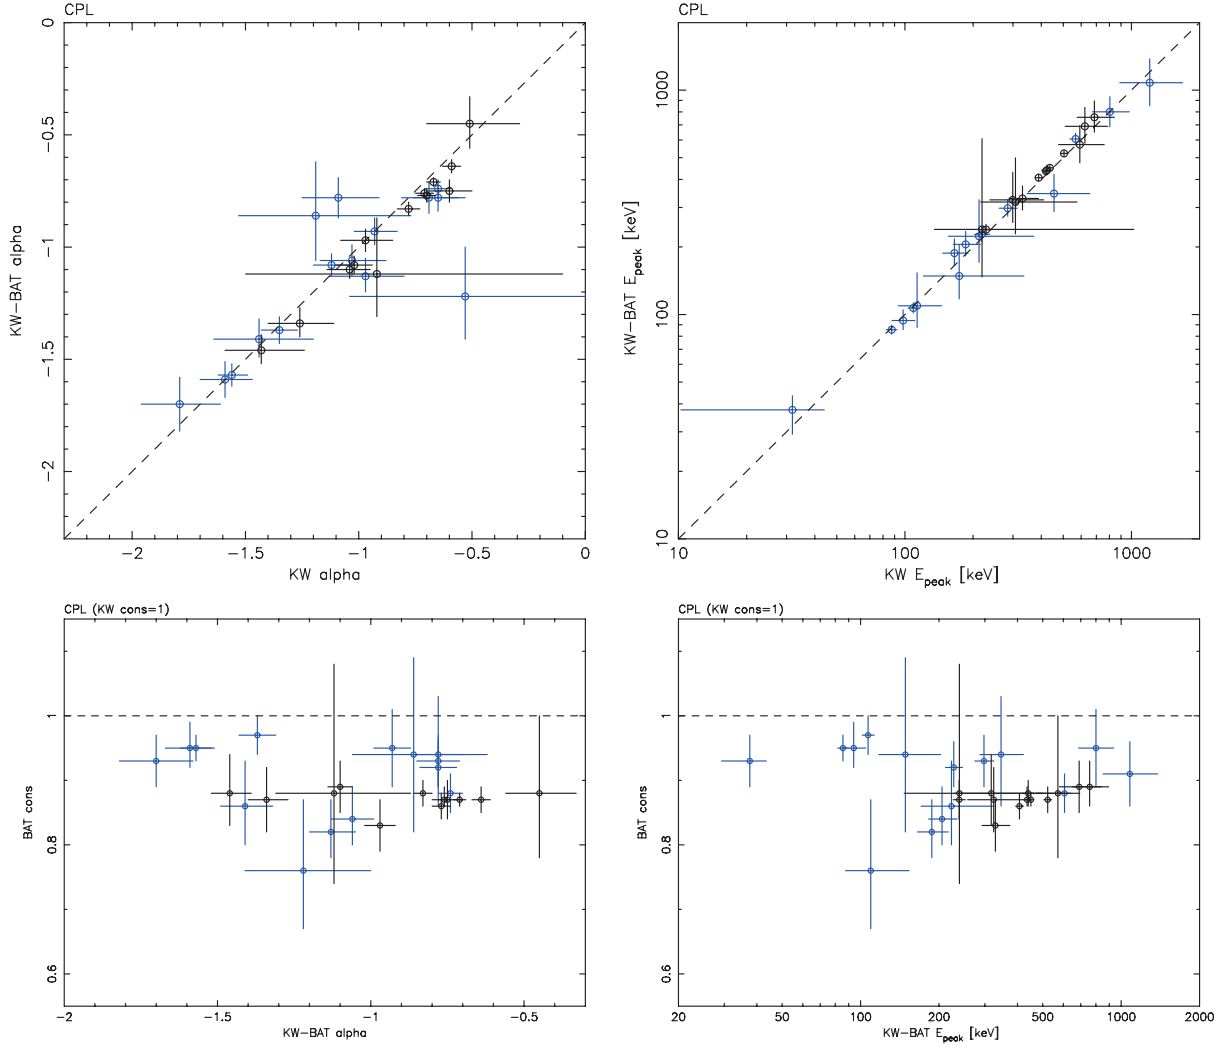 CPL
0
−0.5
−1
−1.5
−2
KW−BAT alpha
−2 −1.5 −1 −0.5 0
KW alpha
CPL
1000
100
10
KW−BAT Epeak [keV]
10 100 1000
KW Epeak [keV]
CPL (KW cons=1)
1
0.8
0.6
BAT cons
−2 −1.5 −1 −0.5
KW−BAT alpha
CPL (KW cons=1)
1
0.8
0.6
BAT cons
20 50 100 200 500 1000 2000
KW−BAT Epeak [keV]